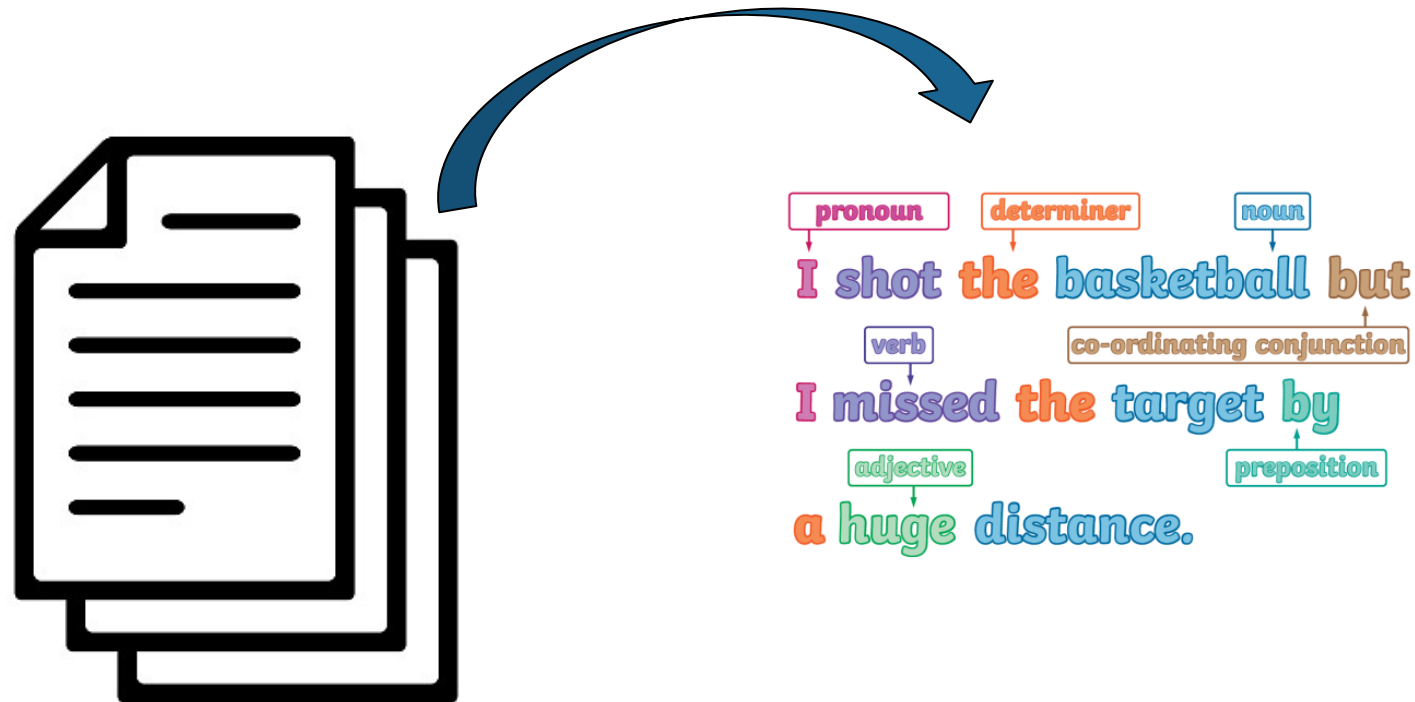 pronoun determiner noun
I shot the basketball but
verb co-ordinating conjunction
I missed the target by
adjective preposition
a huge distance.